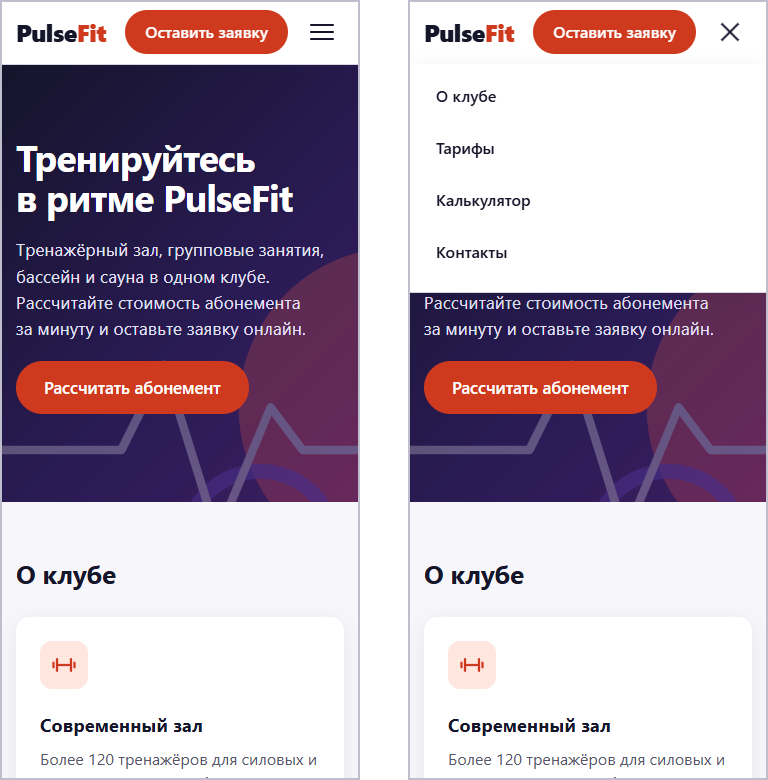 PulseFit
Оставить заявку
Тренируйтесь
в ритме PulseFit
Тренажёрный зал, групповые занятия,
бассейн и сауна в одном клубе.
Рассчитайте стоимость абонемента
за минуту и оставьте заявку онлайн.
Рассчитать абонемент
О клубе
Современный зал
Более 120 тренажёров для силовых и
PulseFit
Оставить заявку
О клубе
Тарифы
Калькулятор
Контакты
Рассчитайте стоимость абонемента
за минуту и оставьте заявку онлайн.
Рассчитать абонемент
О клубе
Современный зал
Более 120 тренажёров для силовых и